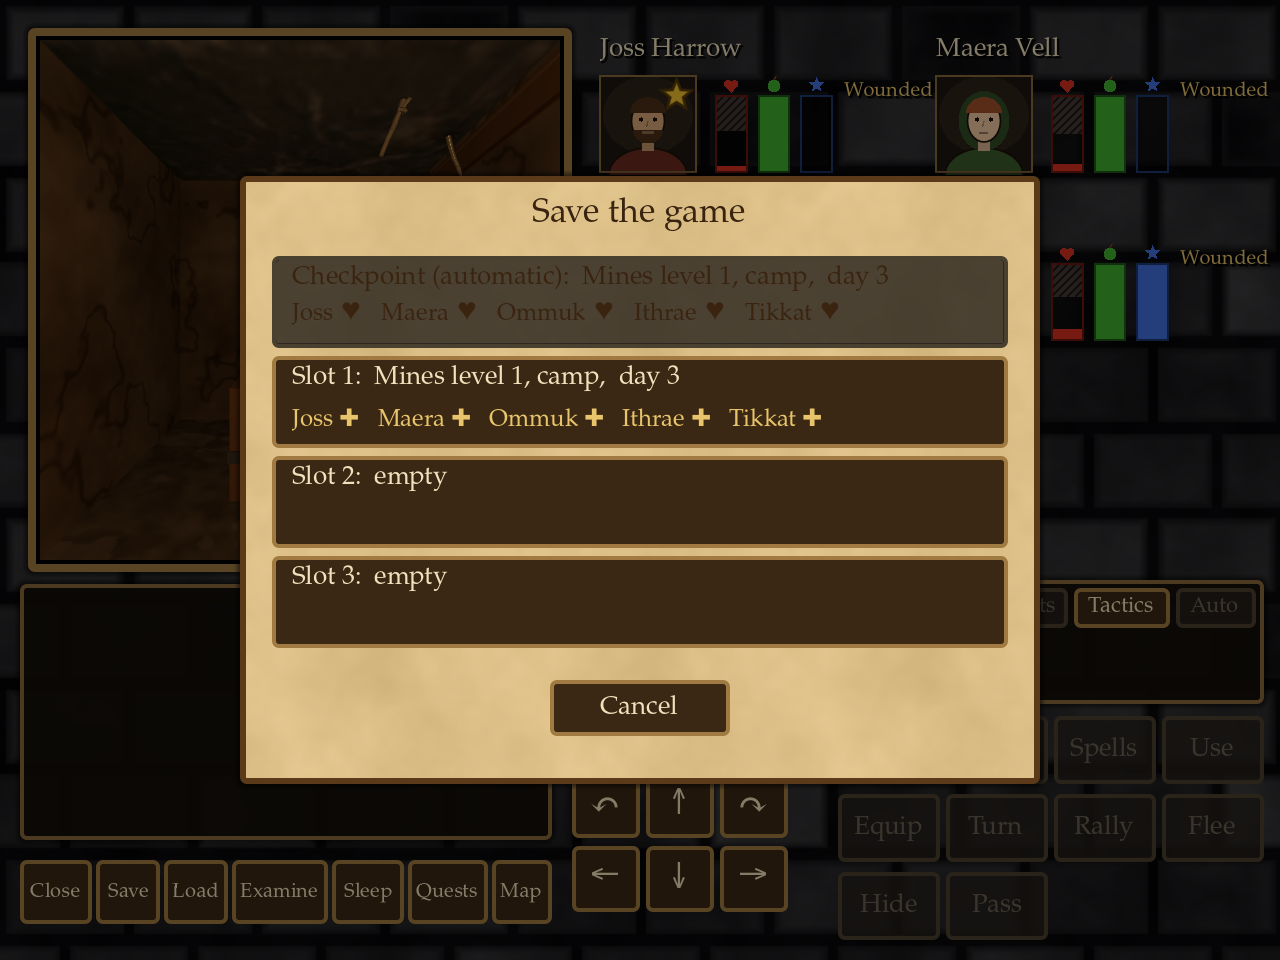 Joss Harrow
Maera Vell
Wounded
Wounded
Save the game
Checkpoint (automatic): Mines level 1, camp, day 3
Joss ♥ Maera ♥ Ommuk ♥ Ithrae ♥ Tikkat ♥
Wounded
Slot 1: Mines level 1, camp, day 3
Joss ✚ Maera ✚ Ommuk ✚ Ithrae ✚ Tikkat ✚
Slot 2: empty
Slot 3: empty
Tactics
Auto
Cancel
Spells
Use
Equip
Turn
Rally
Flee
Close
Save
Load
Examine
Sleep
Quests
Map
Hide
Pass